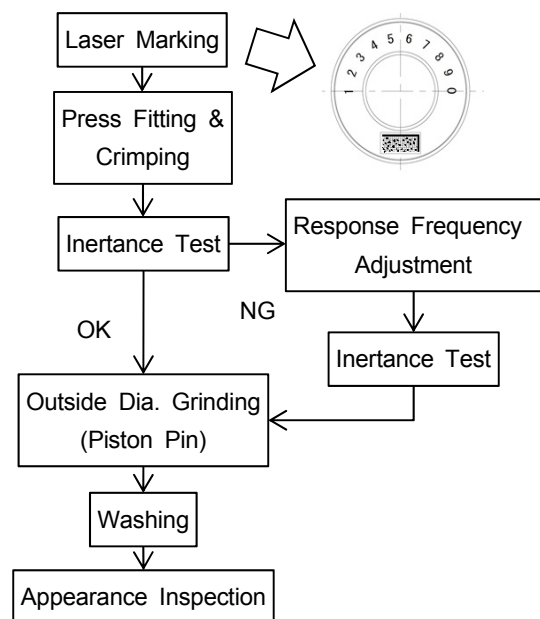 Laser Marking
1 2 3 4 5 6 7 8 9 0
Press Fitting &
Crimping
Inertance Test
Response Frequency
Adjustment
NG
OK
Inertance Test
Outside Dia. Grinding
(Piston Pin)
Washing
Appearance Inspection